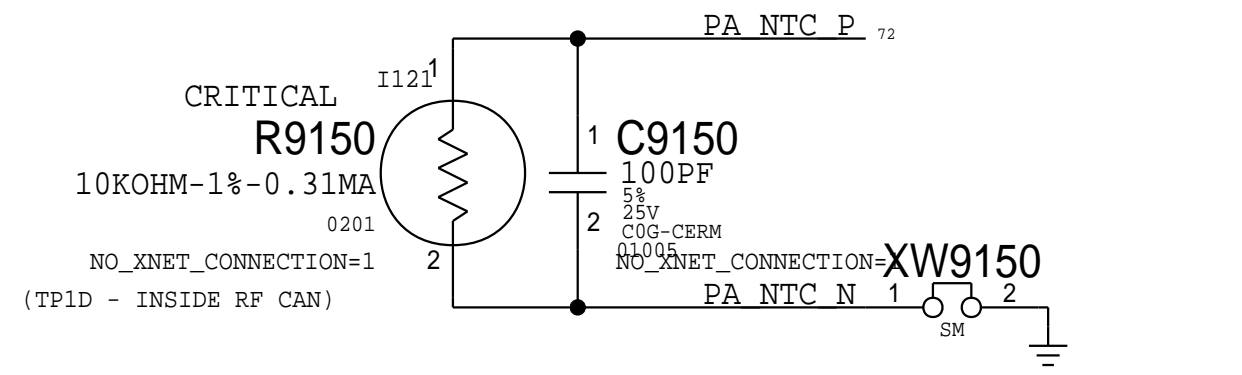 PA_NTC_P 72
1
I121
CRITICAL
R9150
1
C9150
10KOHM-1%-0.31MA
100PF
5%
25V
C0G-CERM
01005
0201
2
2
NO_XNET_CONNECTION=1
NO_XNET_CONNECTION=1
XW9150
(TP1D - INSIDE RF CAN)
PA_NTC_N
1
2
SM